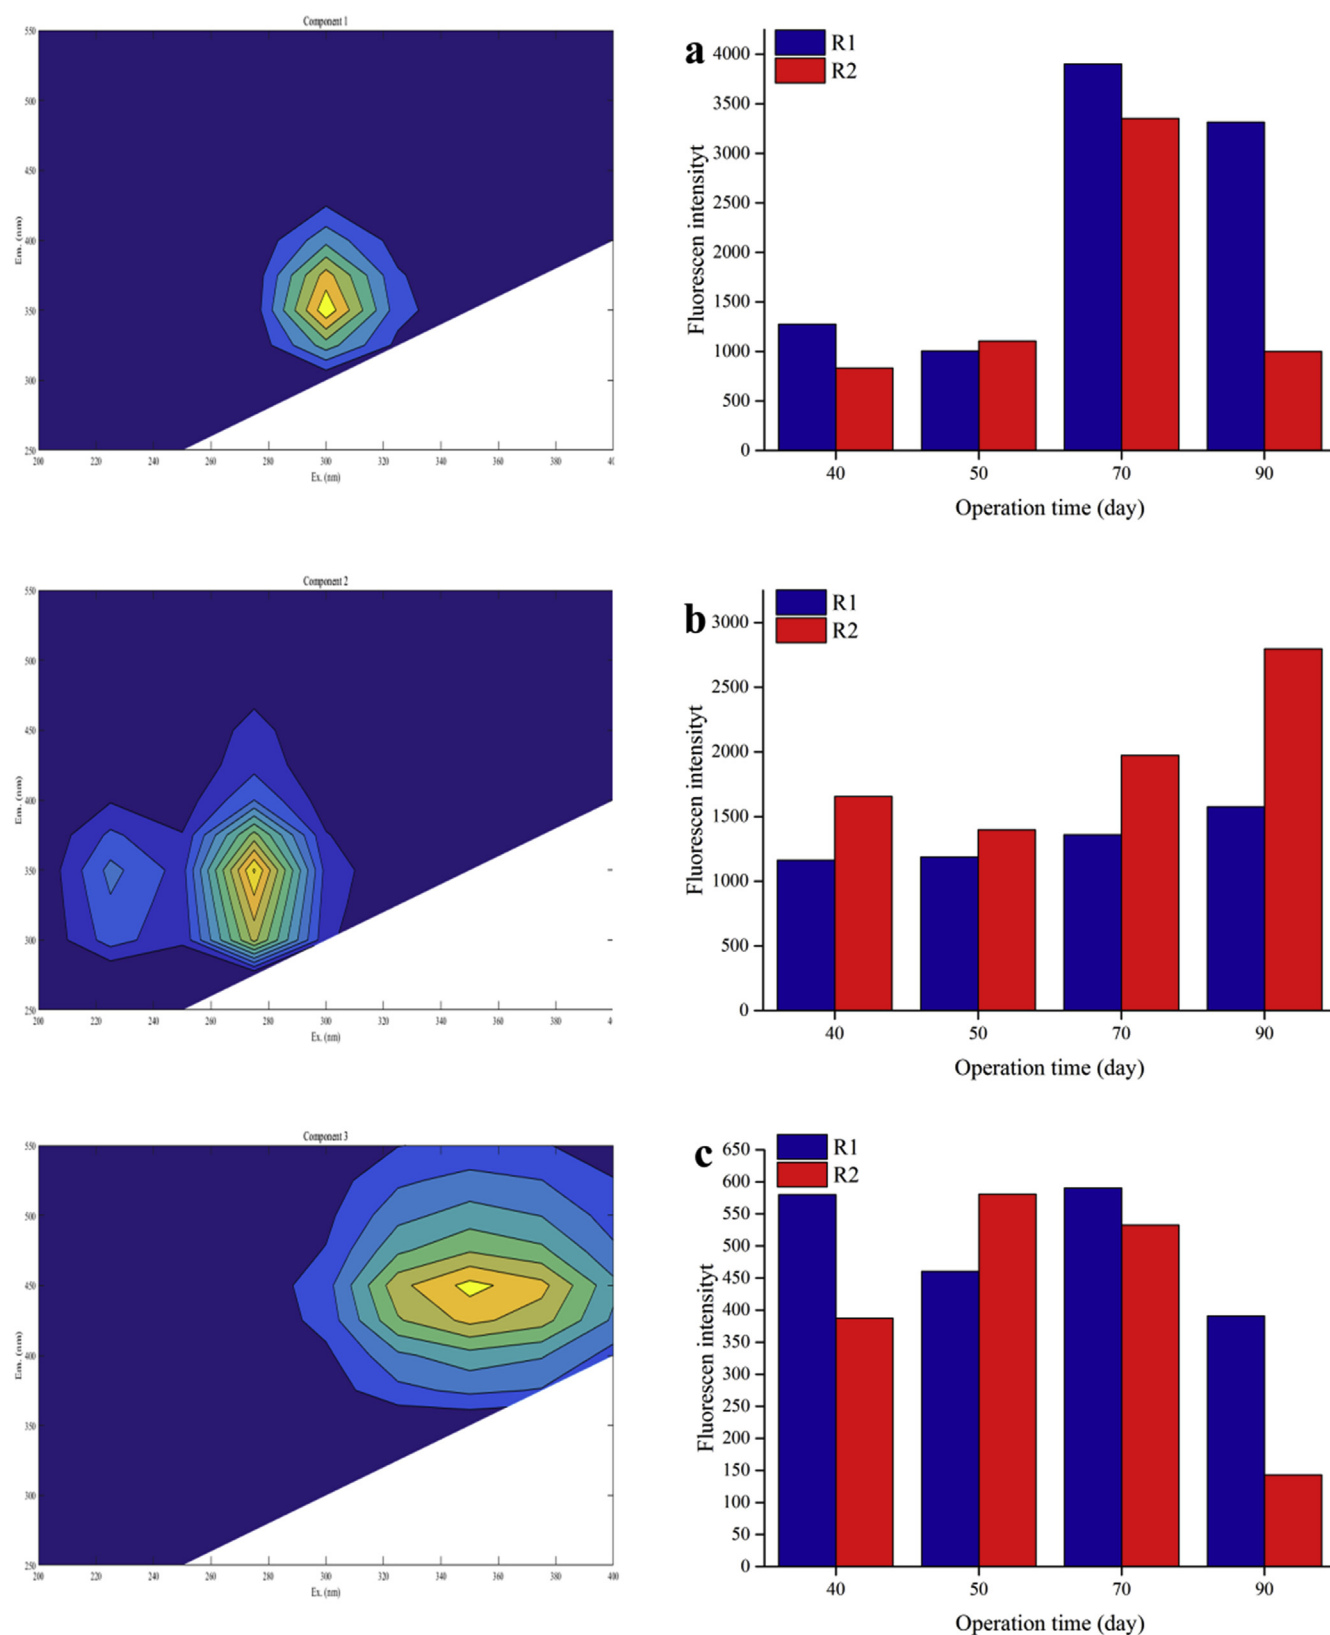 Component 1
550
500
450
400
350
300
250
Em. (nm)
200 220 240 260 280 300 320 340 360 380 40
Ex. (nm)
a
R1
R2
4000
3500
3000
2500
2000
1500
1000
500
0
Fluorescen intensityt
40 50 70 90
Operation time (day)
Component 2
550
500
450
400
350
300
250
Em. (nm)
200 220 240 260 280 300 320 340 360 380 4
Ex. (nm)
b
R1
R2
3000
2500
2000
1500
1000
500
0
Fluorescen intensityt
40 50 70 90
Operation time (day)
Component 3
550
500
450
400
350
300
250
Em. (nm)
200 220 240 260 280 300 320 340 360 380 400
Ex. (nm)
c
R1
R2
650
600
550
500
450
400
350
300
250
200
150
100
50
0
Fluorescen intensityt
40 50 70 90
Operation time (day)